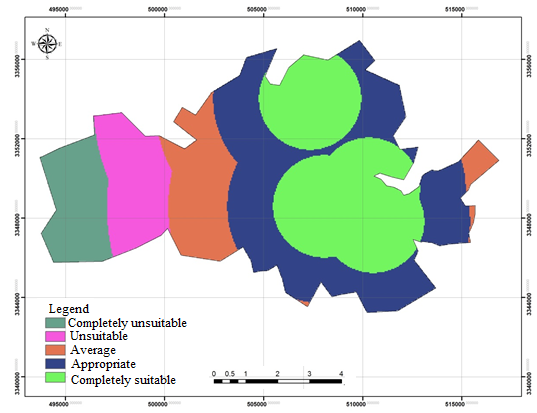 495000 500000 505000 510000 515000
N
W E
S
3356000 3356000
3352000 3352000
3348000 3348000
3344000 3344000
3340000 3340000
Legend
Completely unsuitable
Unsuitable
Average
Appropriate
Completely suitable
0 0.5 1 2 3 4
495000 500000 505000 510000 515000